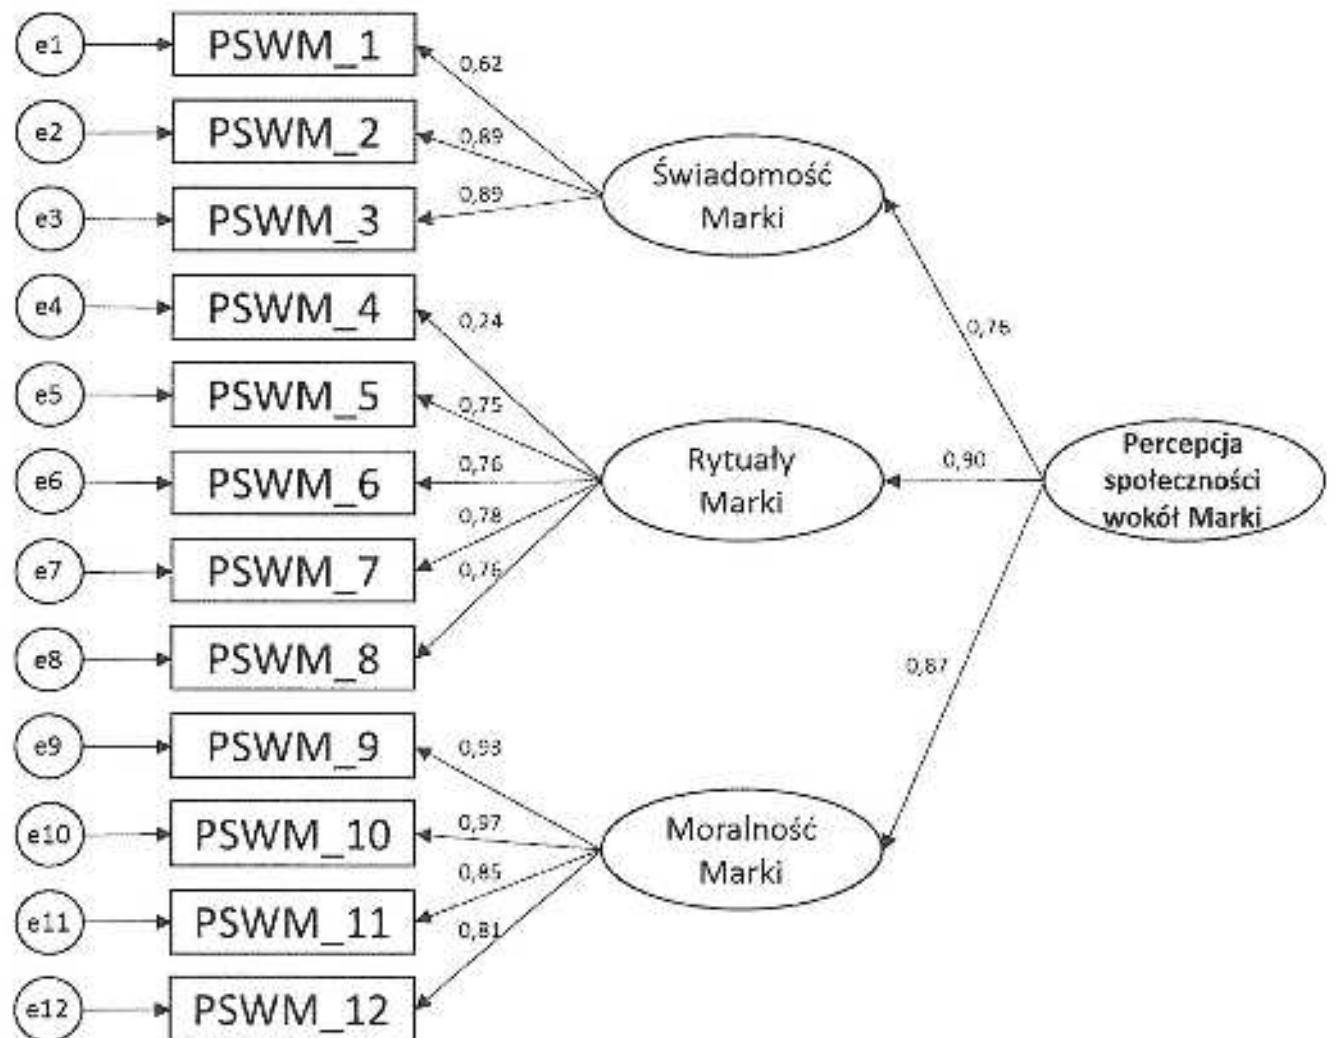 e1
PSWM_1
0,62
e2
PSWM_2
0,89
e3
PSWM_3
0,89
Świadomość
Marki
e4
PSWM_4
0,24
0,76
e5
PSWM_5
0,75
e6
PSWM_6
0,76
Rytuały
Marki
0,90
Percepcja
społeczności
wokół Marki
0,78
e7
PSWM_7
0,76
e8
PSWM_8
0,87
e9
PSWM_9
0,93
e10
PSWM_10
0,97
Moralność
Marki
0,85
e11
PSWM_11
0,81
e12
PSWM_12